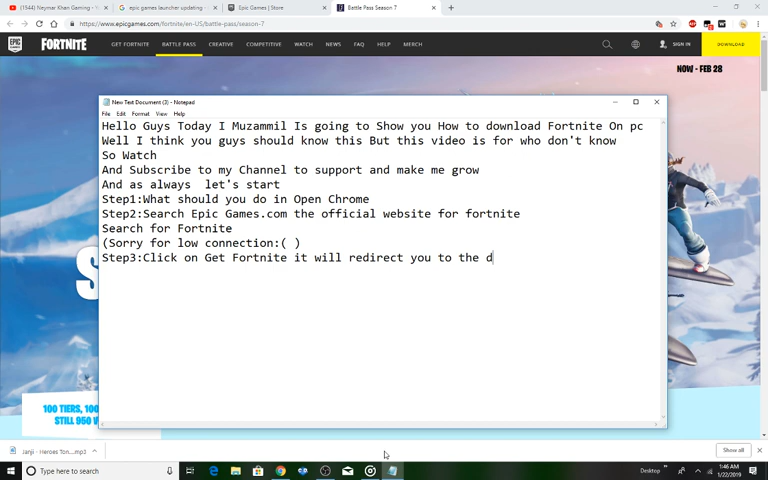 (1544) Neymar Khan Gaming - Yo
epic games launcher updating -
Epic Games | Store
Battle Pass Season 7
https://www.epicgames.com/fortnite/en-US/battle-pass/season-7
EPIC GAMES
FORTNITE
GET FORTNITE
BATTLE PASS
CREATIVE
COMPETITIVE
WATCH
NEWS
FAQ
HELP
MERCH
SIGN IN
DOWNLOAD
NOW - FEB 28
New Text Document (3) - Notepad
File Edit Format View Help
Hello Guys Today I Muzammil Is going to Show you How to download Fortnite On pc
Well I think you guys should know this But this video is for who don't know
So Watch
And Subscribe to my Channel to support and make me grow
And as always  let's start
Step1:What should you do in Open Chrome
Step2:Search Epic Games.com the official website for fortnite
Search for Fortnite
(Sorry for low connection:( )
Step3:Click on Get Fortnite it will redirect you to the d
S
100 TIERS, 100
STILL 950 V
Janji - Heroes Ton....mp3
Show all
Type here to search
Desktop
1:46 AM
1/22/2019